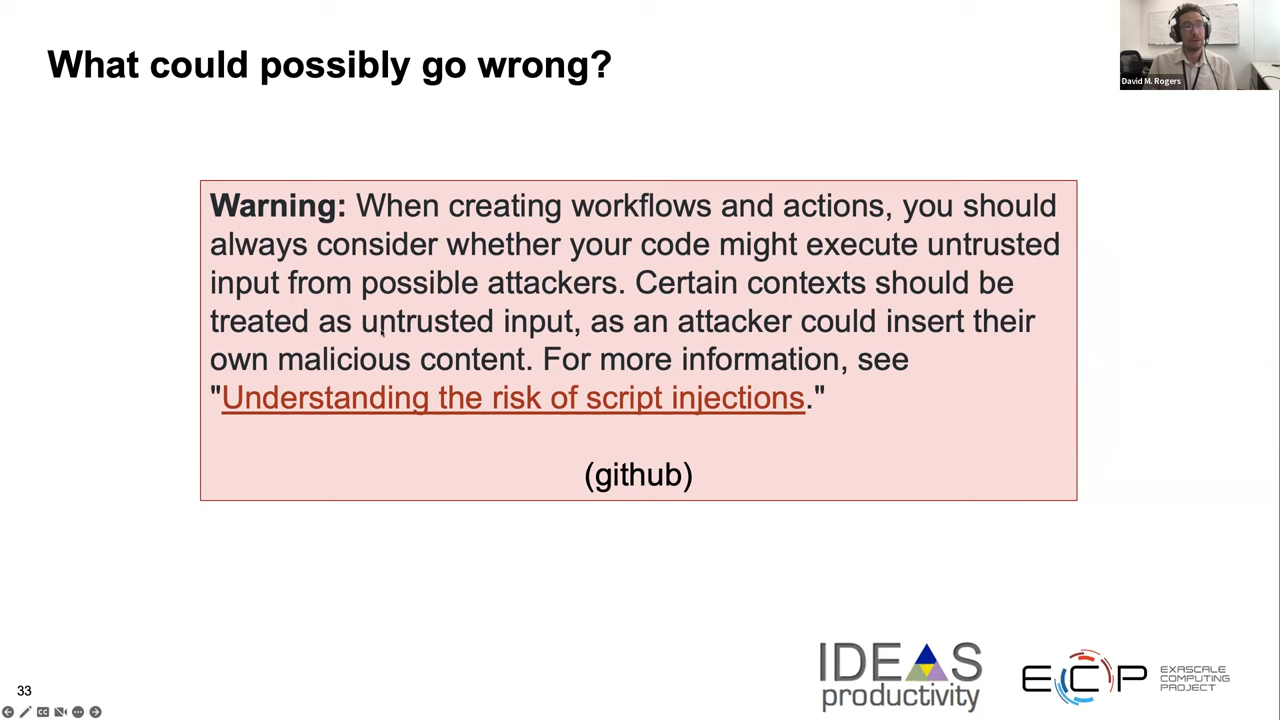 What could possibly go wrong?
David M. Rogers
Warning: When creating workflows and actions, you should
always consider whether your code might execute untrusted
input from possible attackers. Certain contexts should be
treated as untrusted input, as an attacker could insert their
own malicious content. For more information, see
"Understanding the risk of script injections."
(github)
IDEAS
productivity
ECP
EXASCALE
COMPUTING
PROJECT
33
CC